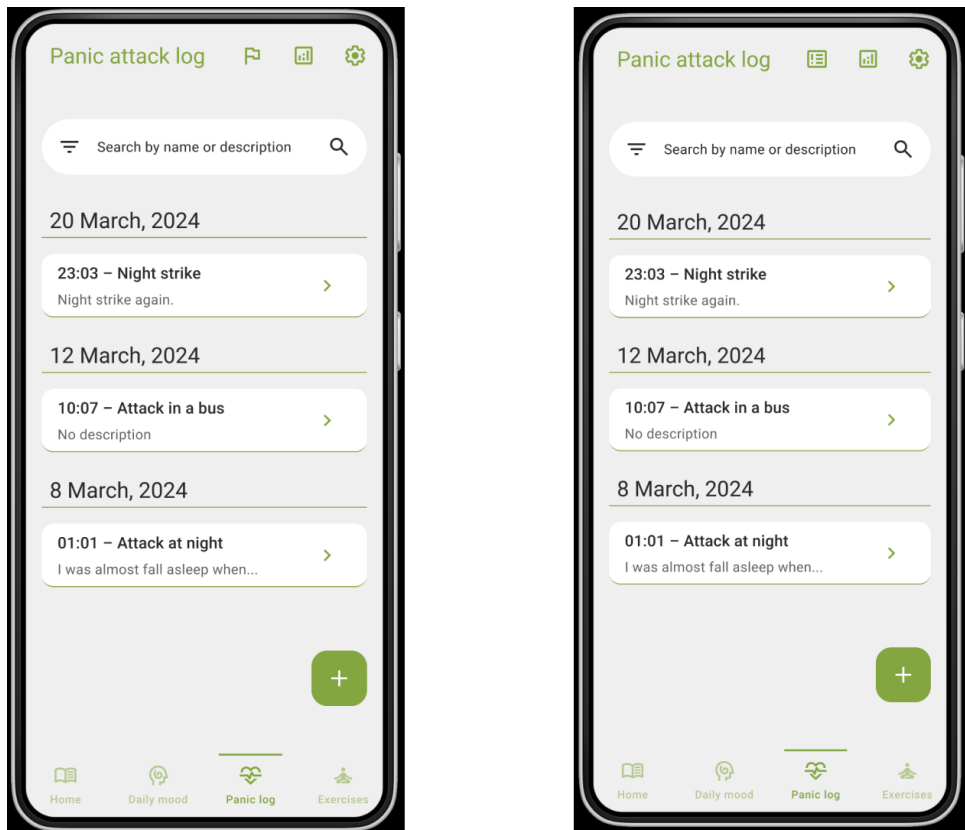 Panic attack log
Search by name or description
20 March, 2024
23:03 – Night strike
Night strike again.
12 March, 2024
10:07 – Attack in a bus
No description
8 March, 2024
01:01 – Attack at night
I was almost fall asleep when...
+
Home Daily mood Panic log Exercises
Panic attack log
Search by name or description
20 March, 2024
23:03 – Night strike
Night strike again.
12 March, 2024
10:07 – Attack in a bus
No description
8 March, 2024
01:01 – Attack at night
I was almost fall asleep when...
+
Home Daily mood Panic log Exercises